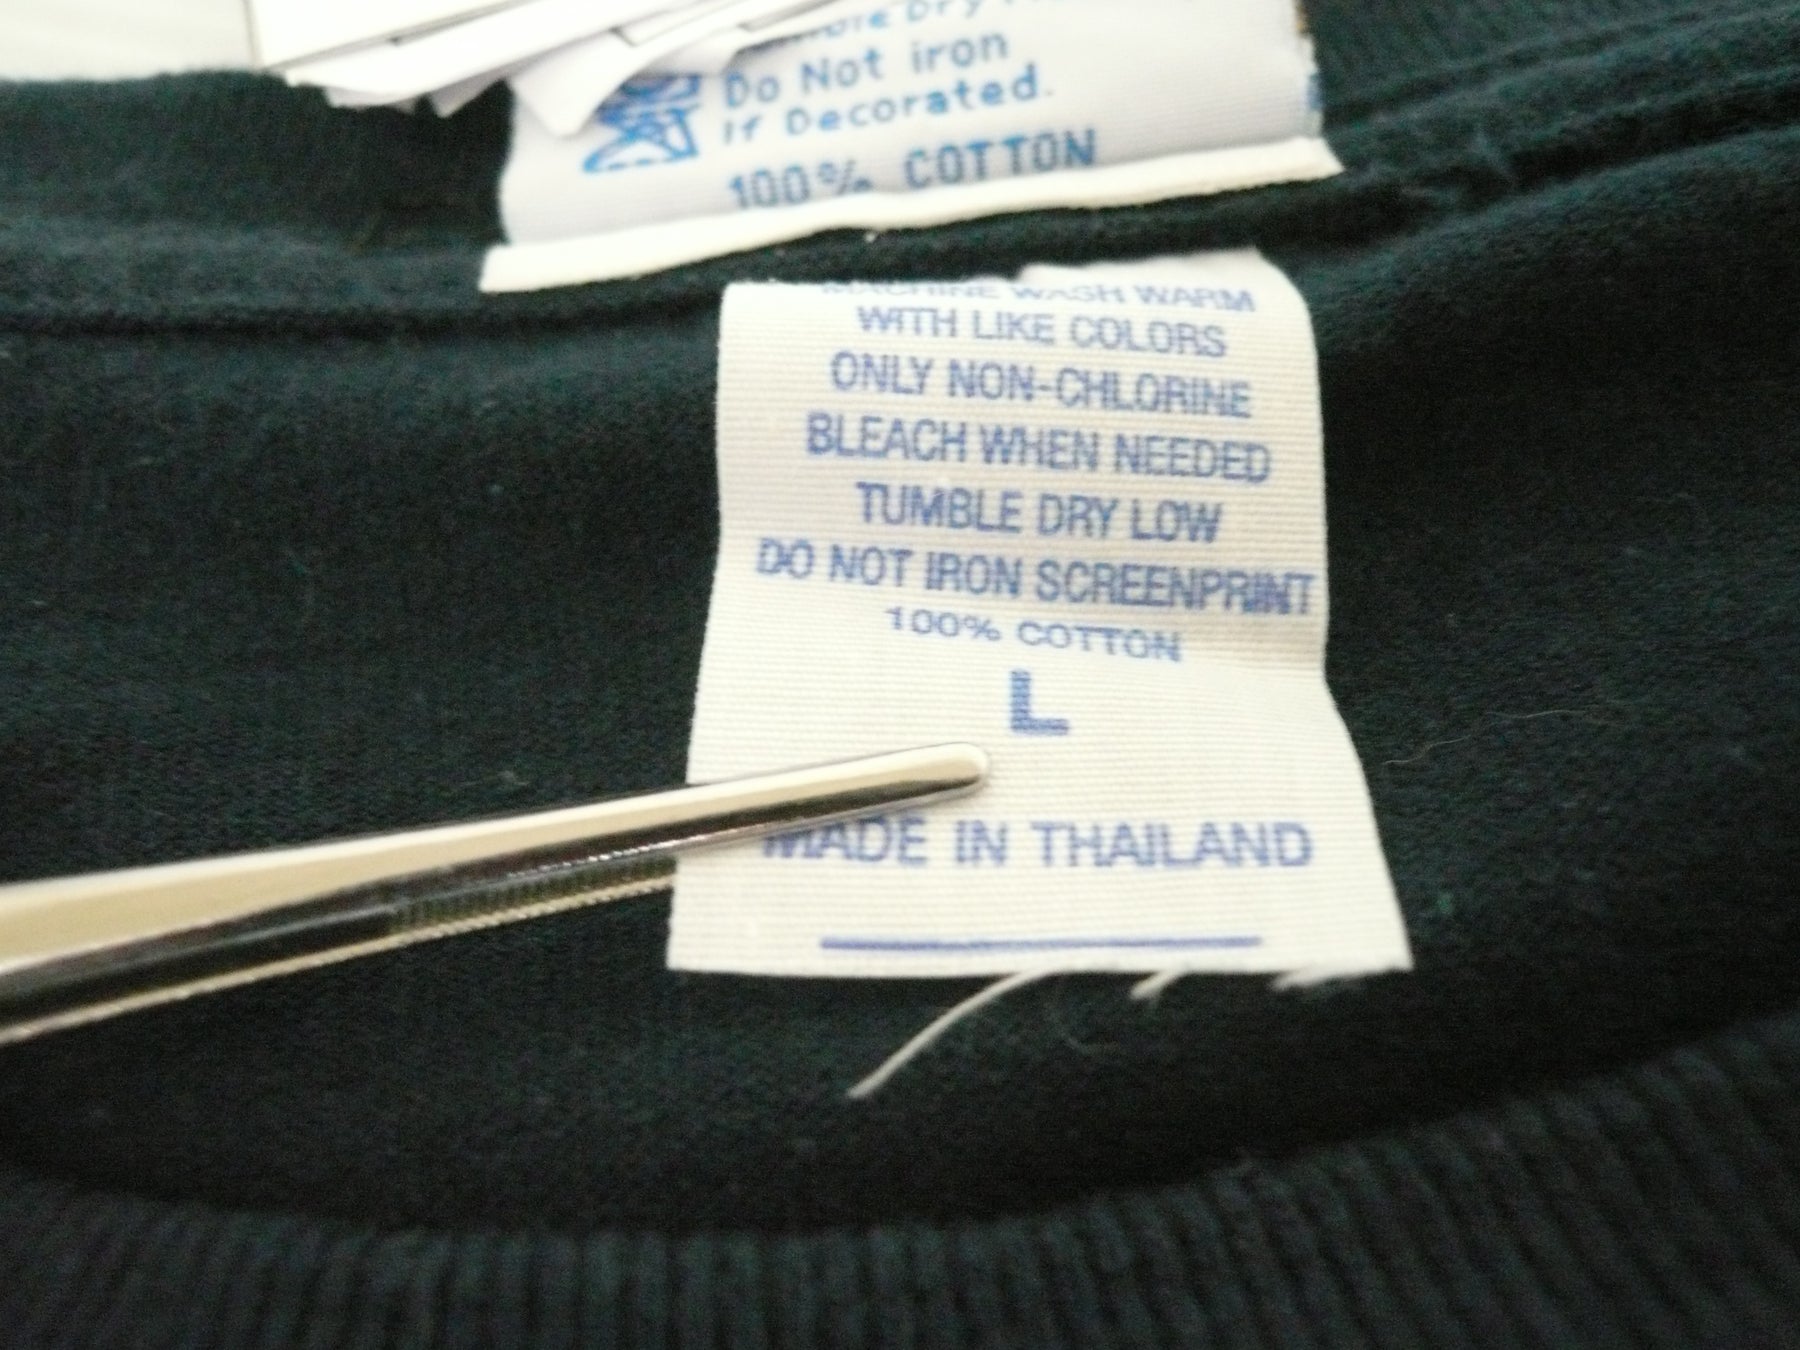 Do Not iron
If Decorated.
100% COTTON
MACHINE WASH WARM
WITH LIKE COLORS
ONLY NON-CHLORINE
BLEACH WHEN NEEDED
TUMBLE DRY LOW
DO NOT IRON SCREENPRINT
100% COTTON
L
MADE IN THAILAND